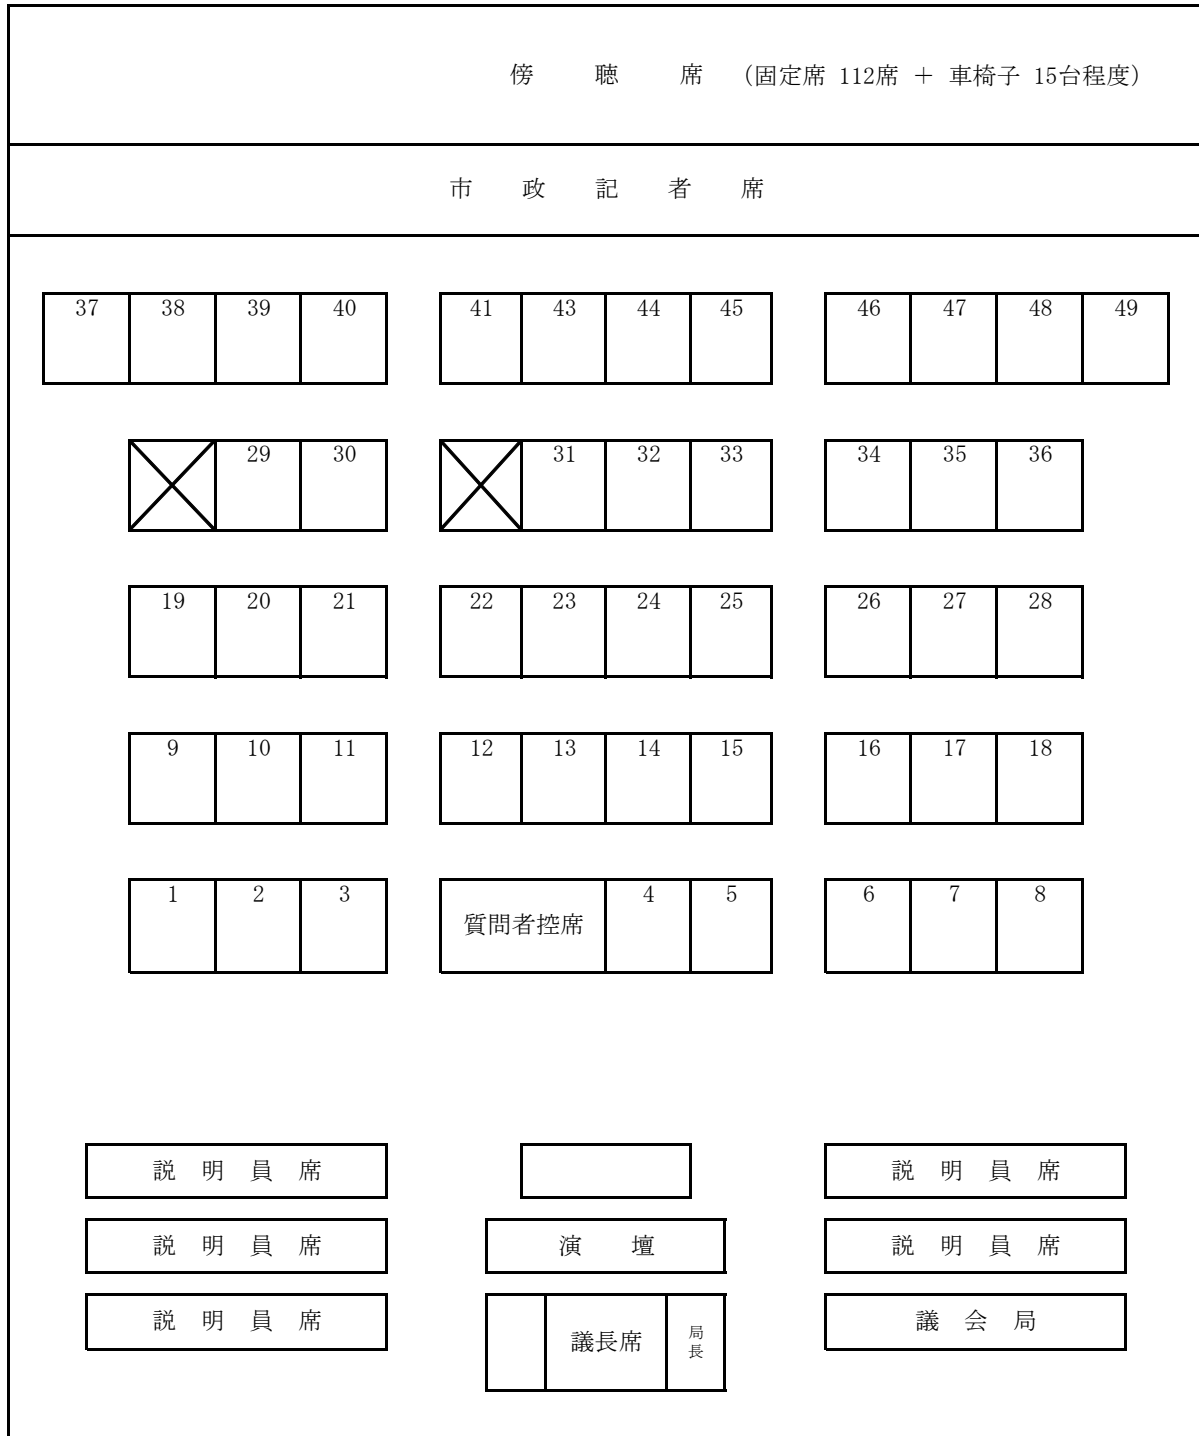 傍聴席 (固定席 112席 + 車椅子 15台程度)
市政記者席
37 38 39 40 41 43 44 45 46 47 48 49
29 30 31 32 33 34 35 36
19 20 21 22 23 24 25 26 27 28
9 10 11 12 13 14 15 16 17 18
1 2 3 質問者控席 4 5 6 7 8
説明員席 説明員席
説明員席 演壇 説明員席
説明員席 議長席 局長 議会局